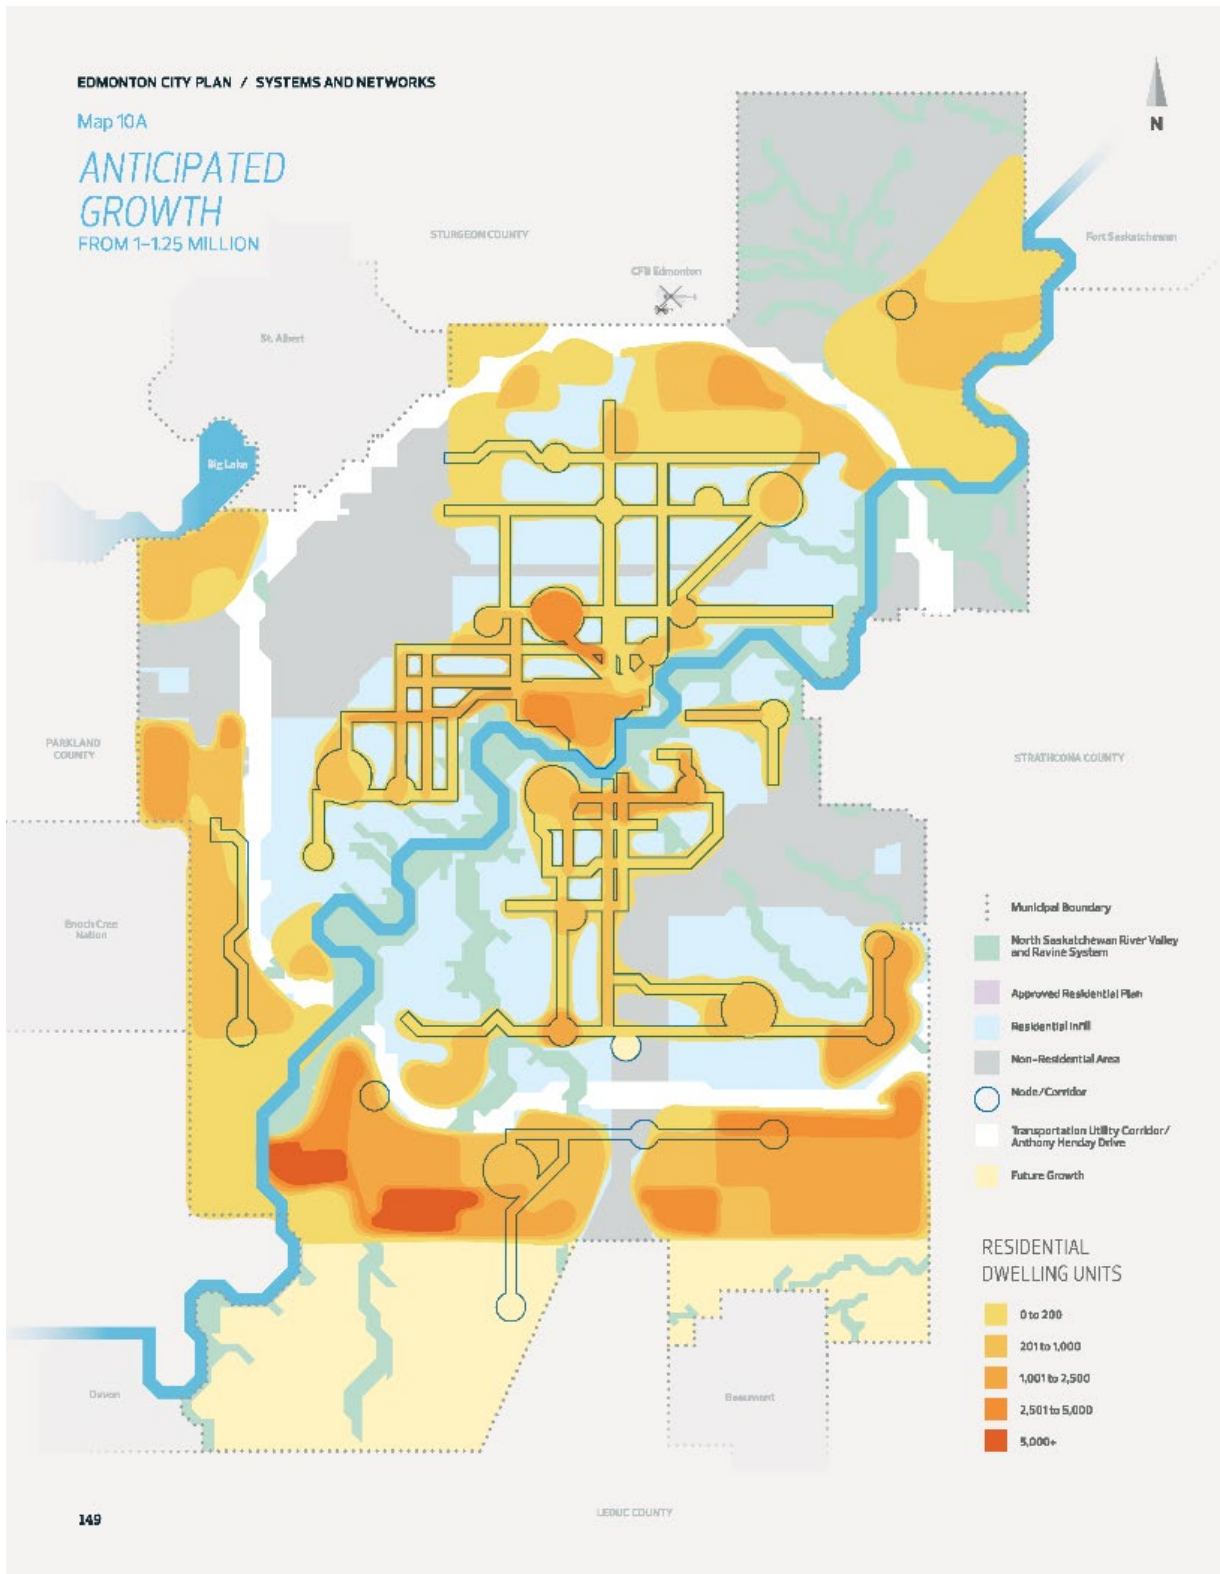 EDMONTON CITY PLAN / SYSTEMS AND NETWORKS
Map 10A
ANTICIPATED
GROWTH
FROM 1–1.25 MILLION
N
STURGEON COUNTY
Fort Saskatchewan
CFB Edmonton
St. Albert
Big Lake
PARKLAND
COUNTY
STRATHCONA COUNTY
Enoch Cree
Nation
Municipal Boundary
North Saskatchewan River Valley
and Ravine System
Approved Residential Plan
Residential Infill
Non-Residential Area
Node/Corridor
Transportation Utility Corridor/
Anthony Henday Drive
Future Growth
RESIDENTIAL
DWELLING UNITS
0 to 200
201 to 1,000
1,001 to 2,500
2,501 to 5,000
5,000+
Devon
Beaumont
LEDUC COUNTY
149